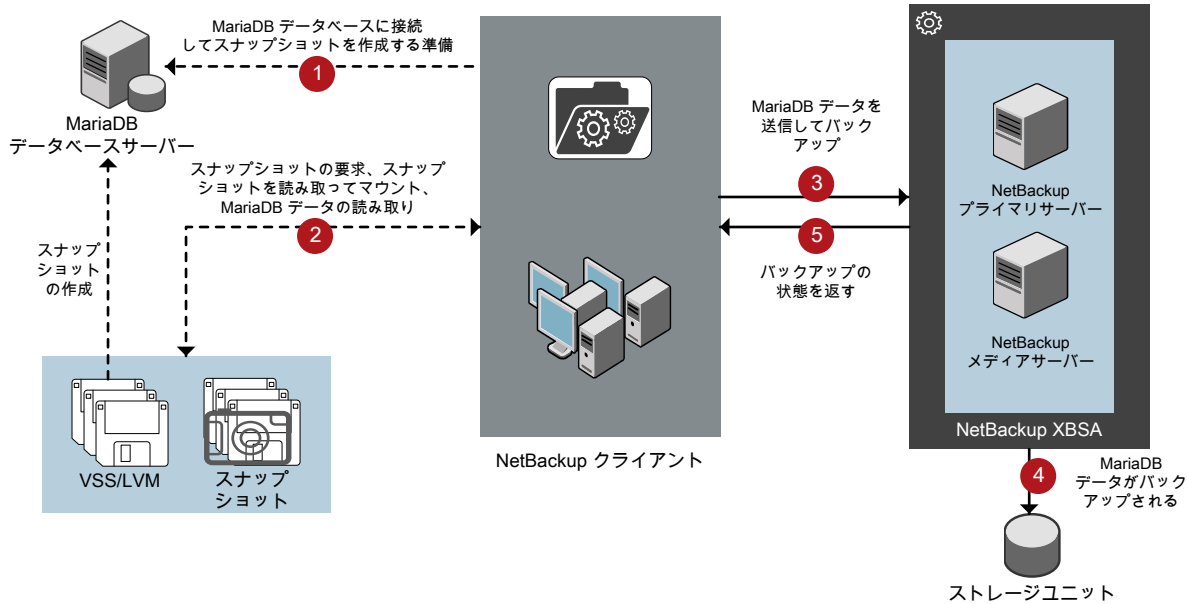 MariaDB データベースに接続
してスナップショットを作成する準備
1
MariaDB
データベースサーバー
スナップショットの要求、スナップ
ショットを読み取ってマウント、
MariaDB データの読み取り
2
スナップ
ショット
の作成
VSS/LVM
スナップ
ショット
NetBackup クライアント
MariaDB データを
送信してバック
アップ
3
5
バックアップの
状態を返す
NetBackup
プライマリサーバー
NetBackup
メディアサーバー
NetBackup XBSA
4
MariaDB
データがバック
アップされる
ストレージユニット